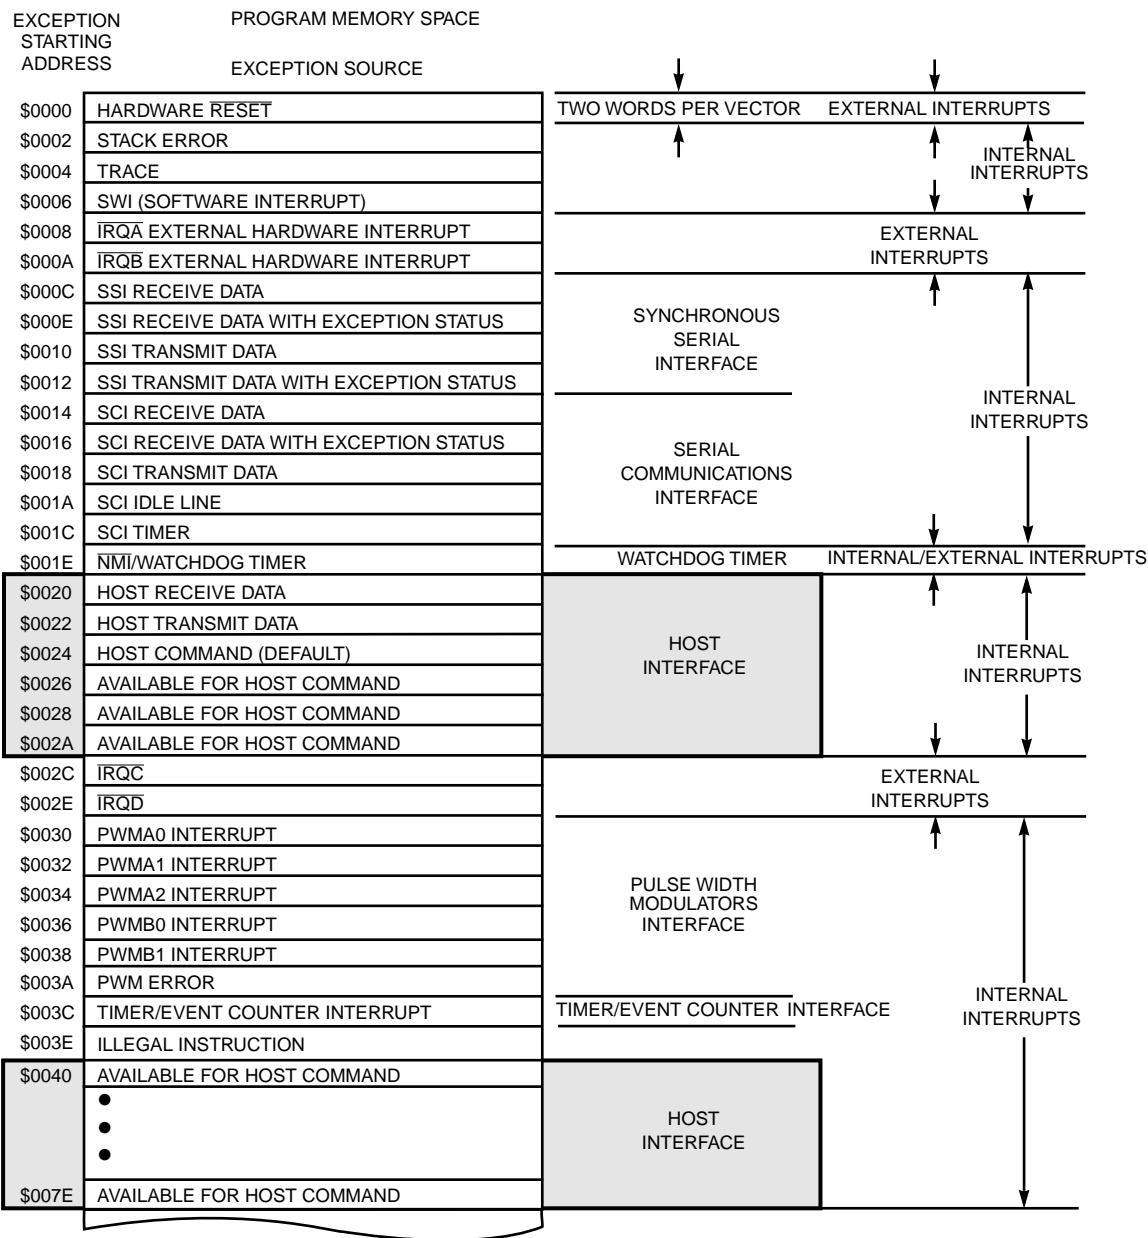 EXCEPTION
STARTING
ADDRESS
PROGRAM MEMORY SPACE
EXCEPTION SOURCE
$0000 HARDWARE RESET TWO WORDS PER VECTOR EXTERNAL INTERRUPTS
$0002 STACK ERROR
$0004 TRACE
INTERNAL
INTERRUPTS
$0006 SWI (SOFTWARE INTERRUPT)
$0008 IRQA EXTERNAL HARDWARE INTERRUPT
$000A IRQB EXTERNAL HARDWARE INTERRUPT
EXTERNAL
INTERRUPTS
$000C SSI RECEIVE DATA
$000E SSI RECEIVE DATA WITH EXCEPTION STATUS
$0010 SSI TRANSMIT DATA
$0012 SSI TRANSMIT DATA WITH EXCEPTION STATUS
SYNCHRONOUS
SERIAL
INTERFACE
$0014 SCI RECEIVE DATA
$0016 SCI RECEIVE DATA WITH EXCEPTION STATUS
$0018 SCI TRANSMIT DATA
$001A SCI IDLE LINE
$001C SCI TIMER
SERIAL
COMMUNICATIONS
INTERFACE
INTERNAL
INTERRUPTS
$001E NMI/WATCHDOG TIMER WATCHDOG TIMER INTERNAL/EXTERNAL INTERRUPTS
$0020 HOST RECEIVE DATA
$0022 HOST TRANSMIT DATA
$0024 HOST COMMAND (DEFAULT)
$0026 AVAILABLE FOR HOST COMMAND
$0028 AVAILABLE FOR HOST COMMAND
$002A AVAILABLE FOR HOST COMMAND
HOST
INTERFACE
INTERNAL
INTERRUPTS
$002C IRQC
$002E IRQD
EXTERNAL
INTERRUPTS
$0030 PWMA0 INTERRUPT
$0032 PWMA1 INTERRUPT
$0034 PWMA2 INTERRUPT
$0036 PWMB0 INTERRUPT
$0038 PWMB1 INTERRUPT
$003A PWM ERROR
PULSE WIDTH
MODULATORS
INTERFACE
$003C TIMER/EVENT COUNTER INTERRUPT TIMER/EVENT COUNTER INTERFACE
INTERNAL
INTERRUPTS
$003E ILLEGAL INSTRUCTION
$0040 AVAILABLE FOR HOST COMMAND
HOST
INTERFACE
$007E AVAILABLE FOR HOST COMMAND